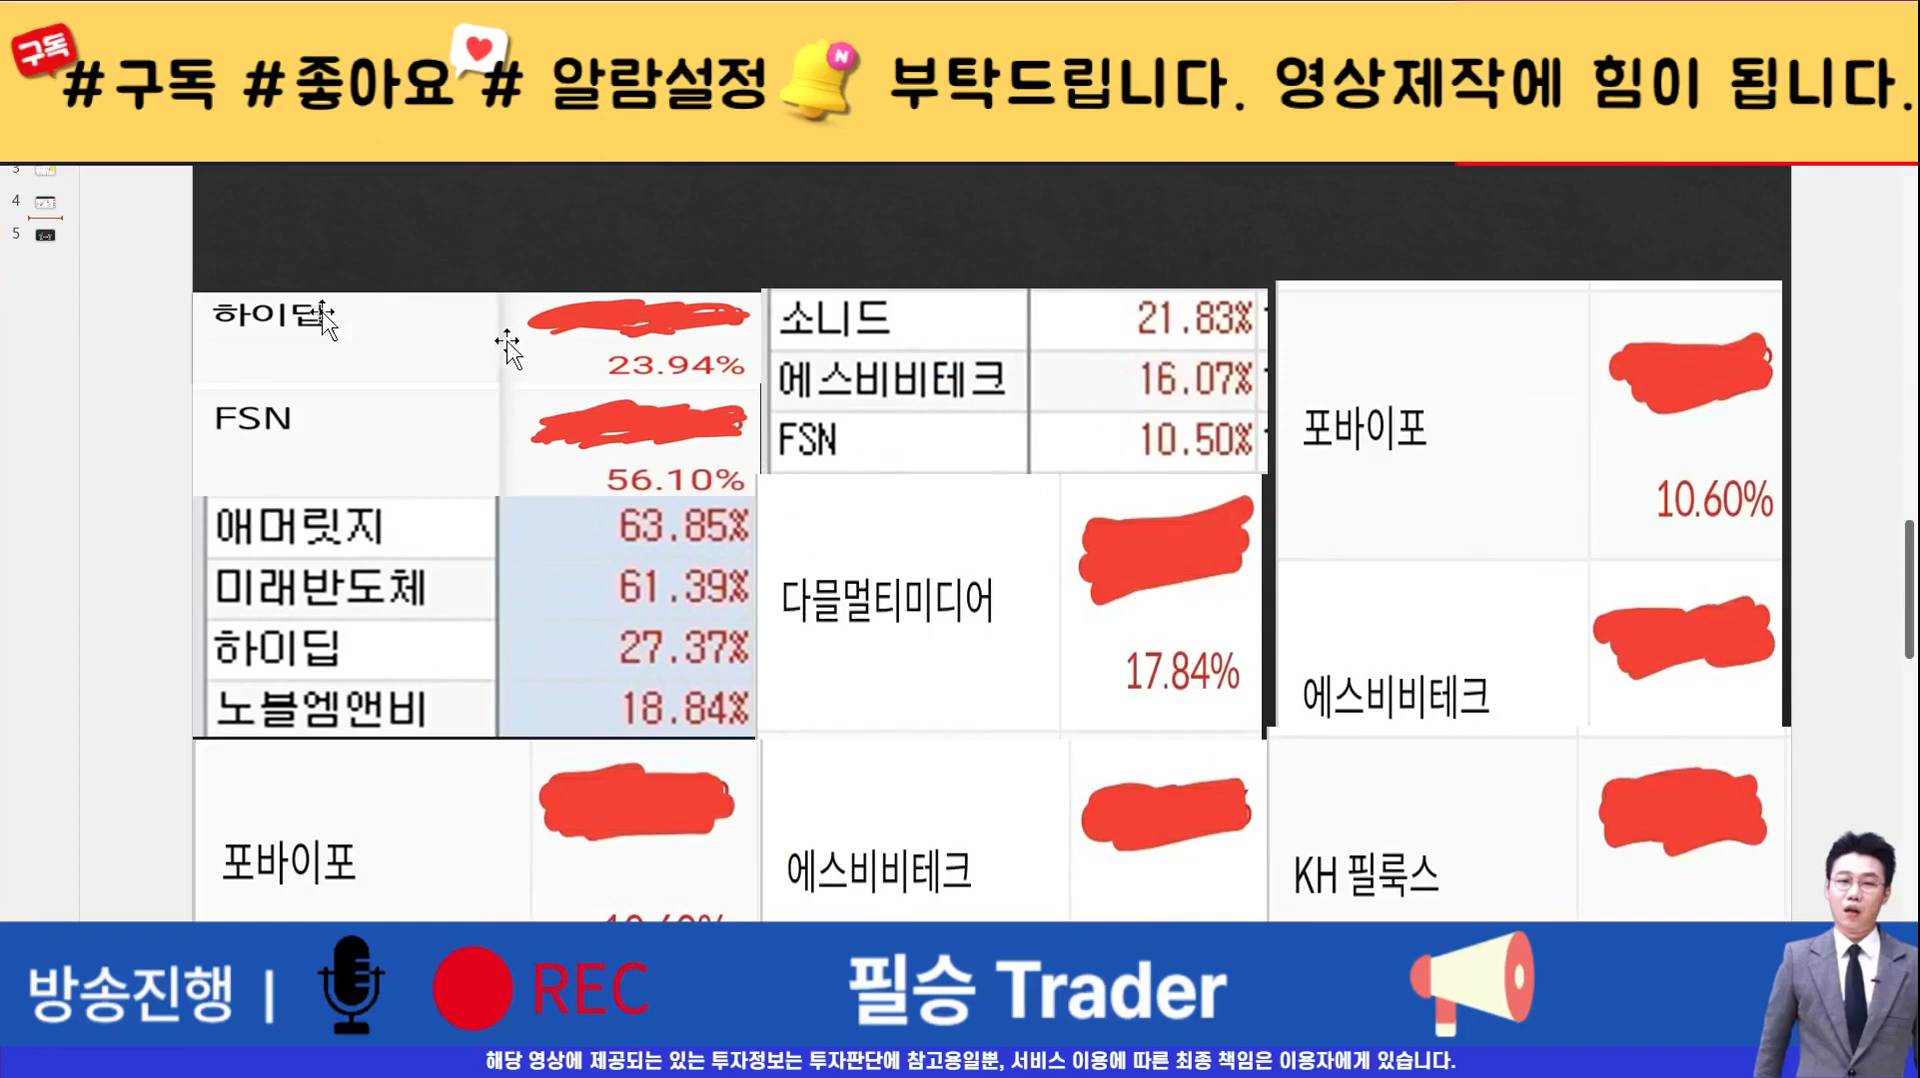 구독
N
#구독 #좋아요 # 알람설정 부탁드립니다. 영상제작에 힘이 됩니다.
3
4
5
하이딥
23.94%
FSN
56.10%
애머릿지
63.85%
미래반도체
61.39%
하이딥
27.37%
노블엠앤비
18.84%
소니드
21.83%
에스비비테크
16.07%
FSN
10.50%
다믈멀티미디어
17.84%
포바이포
10.60%
에스비비테크
포바이포
에스비비테크
KH 필룩스
방송진행 |
REC
필승 Trader
해당 영상에 제공되는 있는 투자정보는 투자판단에 참고용일뿐, 서비스 이용에 따른 최종 책임은 이용자에게 있습니다.